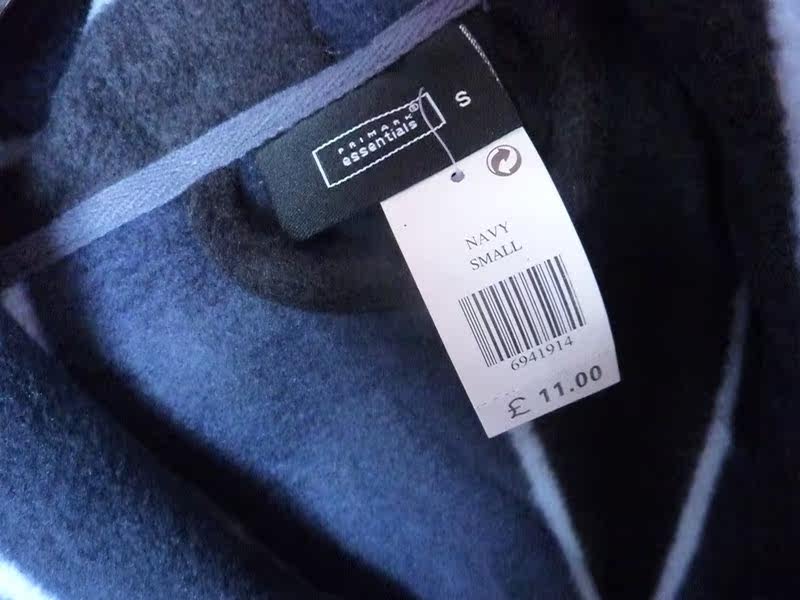 PRIMARK®
essentials
S
NAVY
SMALL
6941914
£ 11.00